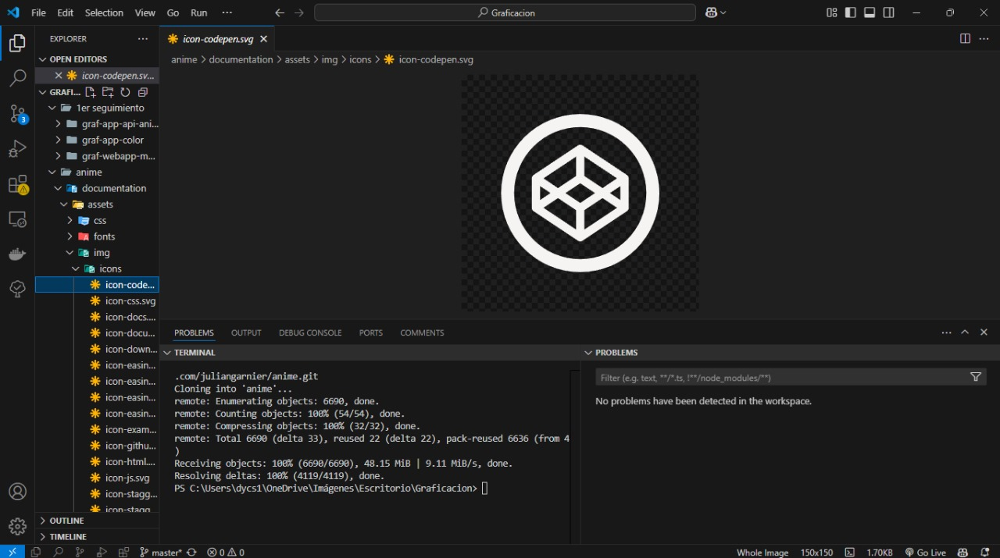 File Edit Selection View Go Run ··· Graficacion
EXPLORER ···
icon-codepen.svg
anime > documentation > assets > img > icons > icon-codepen.svg
OPEN EDITORS
icon-codepen.sv...
GRAFI...
1er seguimiento
graf-app-api-ani...
graf-app-color
graf-webapp-m...
anime
documentation
assets
css
fonts
img
icons
icon-code...
icon-css.svg
icon-docs....
icon-docu...
icon-down...
icon-easin...
icon-easin...
icon-easin...
icon-easin...
icon-exam...
icon-githu...
icon-html....
icon-js.svg
icon-stagg...
icon-stagg
OUTLINE
TIMELINE
3
PROBLEMS OUTPUT DEBUG CONSOLE PORTS COMMENTS
TERMINAL
.com/juliangarnier/anime.git
Cloning into 'anime'...
remote: Enumerating objects: 6690, done.
remote: Counting objects: 100% (54/54), done.
remote: Compressing objects: 100% (32/32), done.
remote: Total 6690 (delta 33), reused 22 (delta 22), pack-reused 6636 (from 4
)
Receiving objects: 100% (6690/6690), 48.15 MiB | 9.11 MiB/s, done.
Resolving deltas: 100% (4119/4119), done.
PS C:\Users\dycs1\OneDrive\Imágenes\Escritorio\Graficacion>
PROBLEMS
Filter (e.g. text, **/*.ts, !**/node_modules/**)
No problems have been detected in the workspace.
master* 0 0 Whole Image 150x150 1.70KB Go Live